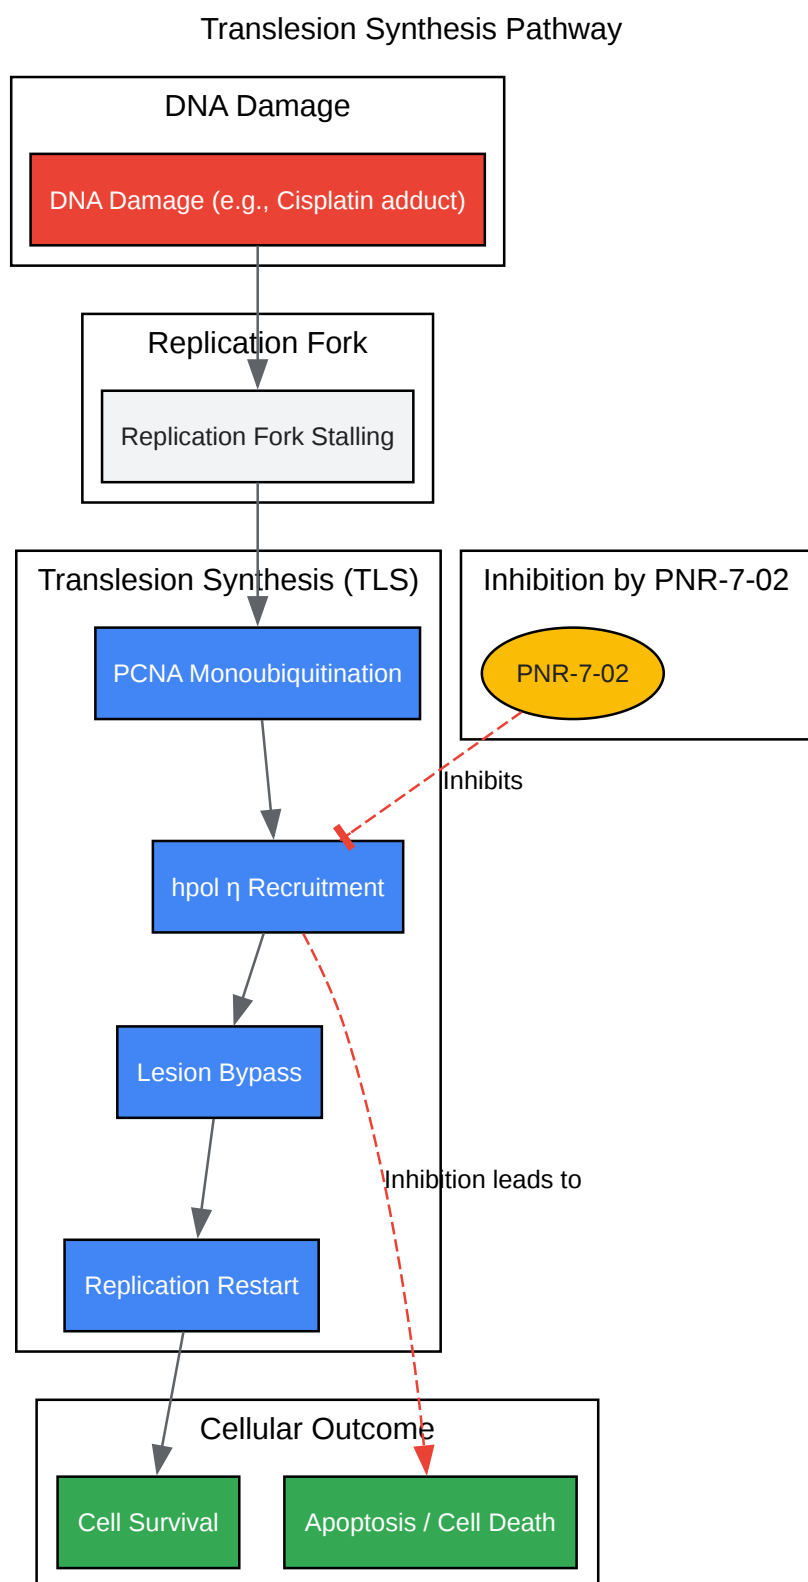 Translesion Synthesis Pathway
DNA Damage
DNA Damage (e.g., Cisplatin adduct)
Replication Fork
Replication Fork Stalling
Translesion Synthesis (TLS)
Inhibition by PNR-7-02
PCNA Monoubiquitination
PNR-7-02
Inhibits
hpol η Recruitment
Lesion Bypass
Inhibition leads to
Replication Restart
Cellular Outcome
Cell Survival
Apoptosis / Cell Death